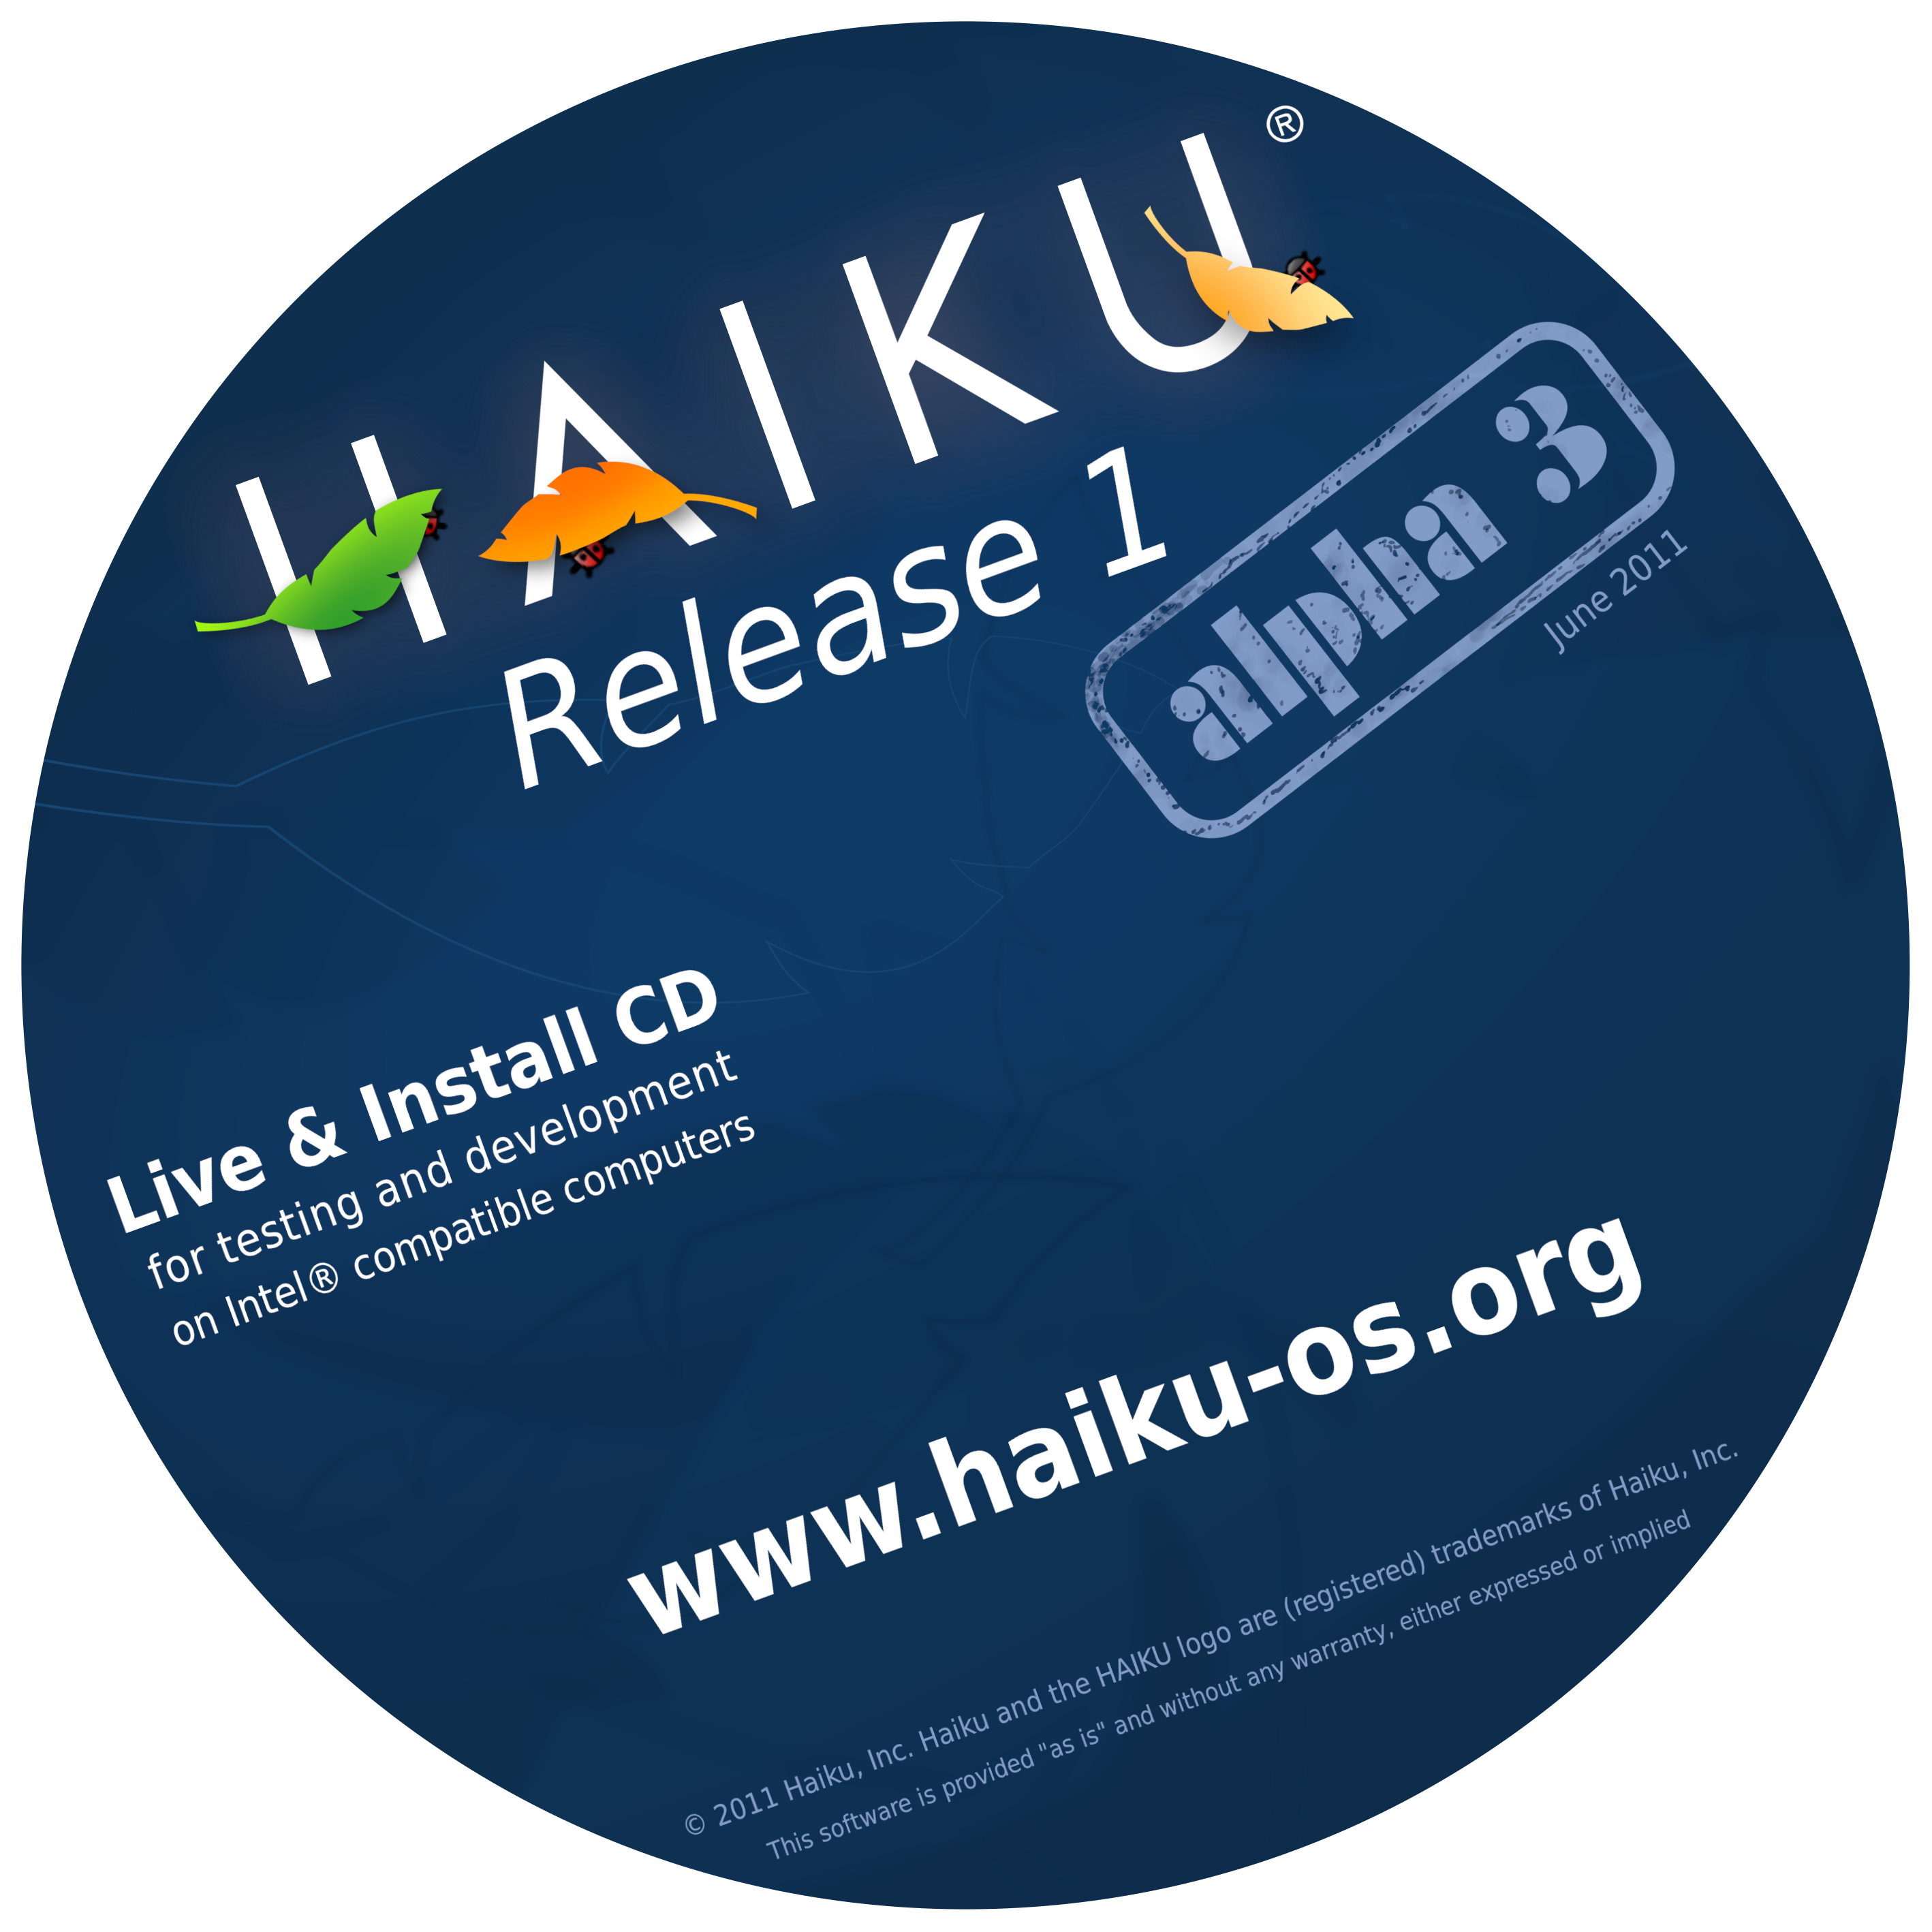 HAIKU®
Release 1
alpha 3
June 2011
Live & Install CD
for testing and development
on Intel® compatible computers
www.haiku-os.org
© 2011 Haiku, Inc. Haiku and the HAIKU logo are (registered) trademarks of Haiku, Inc.
This software is provided "as is" and without any warranty, either expressed or implied